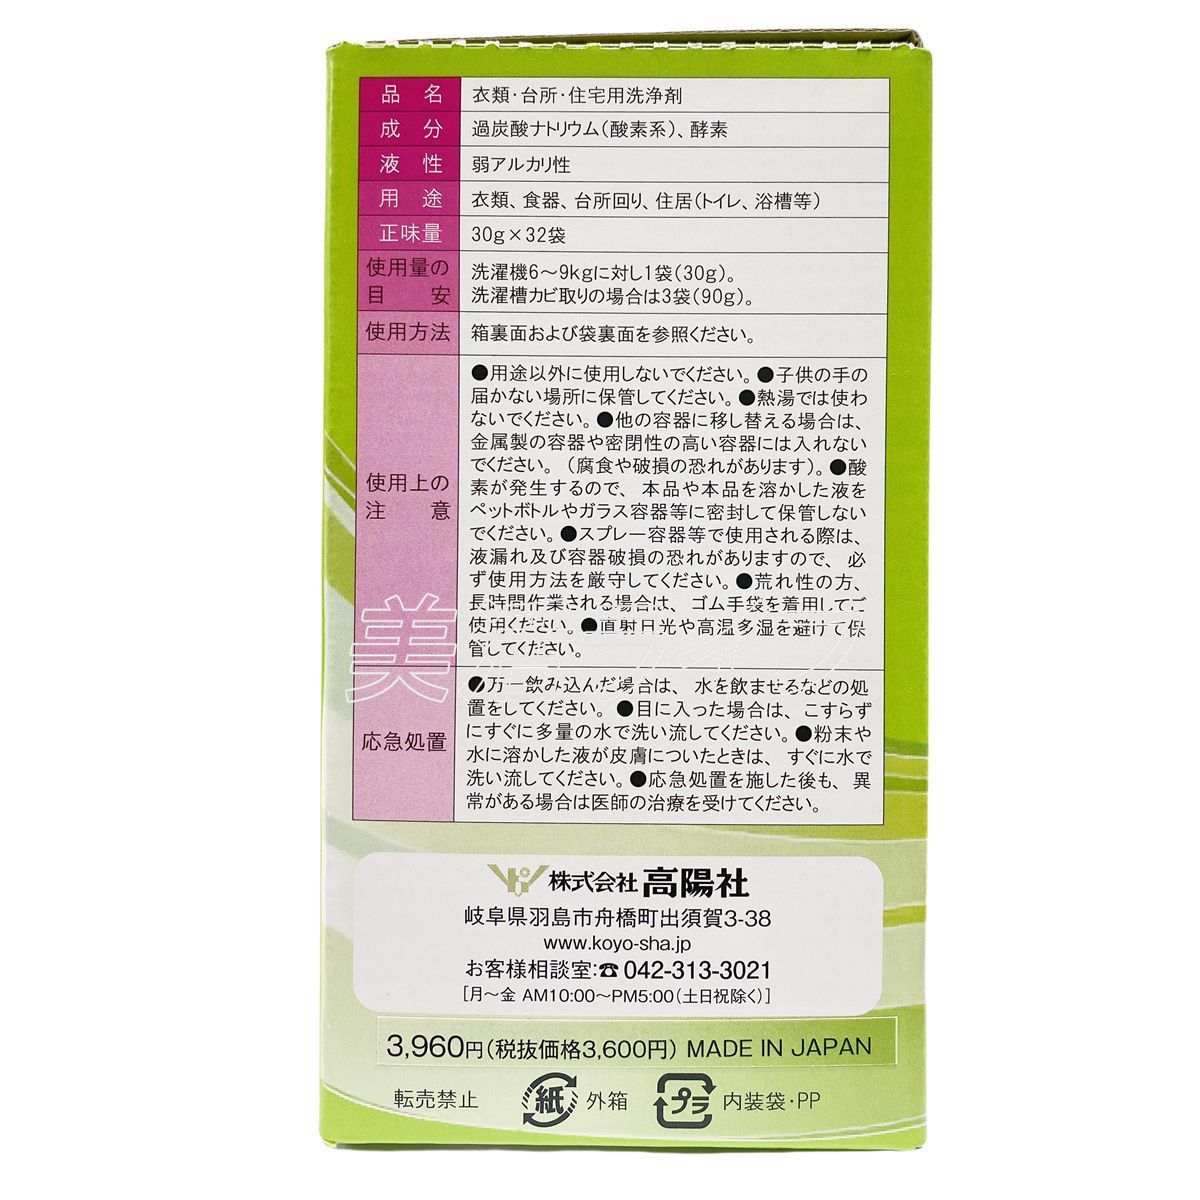 品名 衣類・台所・住宅用洗浄剤
成分 過炭酸ナトリウム(酸素系)、酵素
液性 弱アルカリ性
用途 衣類、食器、台所回り、住居(トイレ、浴槽等)
正味量 30g×32袋
使用量の
目安
洗濯機6〜9kgに対し1袋(30g)。
洗濯槽カビ取りの場合は3袋(90g)。
使用方法 箱裏面および袋裏面を参照ください。
使用上の
注意
●用途以外に使用しないでください。●子供の手の
届かない場所に保管してください。●熱湯では使わ
ないでください。●他の容器に移し替える場合は、
金属製の容器や密閉性の高い容器には入れない
でください。(腐食や破損の恐れがあります)。●酸
素が発生するので、本品や本品を溶かした液を
ペットボトルやガラス容器等に密封して保管しない
でください。●スプレー容器等で使用される際は、
液漏れ及び容器破損の恐れがありますので、必
ず使用方法を厳守してください。●荒れ性の方、
長時間作業される場合は、ゴム手袋を着用してご
使用ください。●直射日光や高温多湿を避けて保
管してください。
応急処置
●万一飲み込んだ場合は、水を飲ませるなどの処
置をしてください。●目に入った場合は、こすらず
にすぐに多量の水で洗い流してください。●粉末や
水に溶かした液が皮膚についたときは、すぐに水で
洗い流してください。●応急処置を施した後も、異
常がある場合は医師の治療を受けてください。
株式会社 高陽社
岐阜県羽島市舟橋町出須賀3-38
www.koyo-sha.jp
お客様相談室:☎042-313-3021
[月〜金 AM10:00〜PM5:00(土日祝除く)]
3,960円(税抜価格3,600円) MADE IN JAPAN
転売禁止 紙 外箱 プラ 内装袋・PP